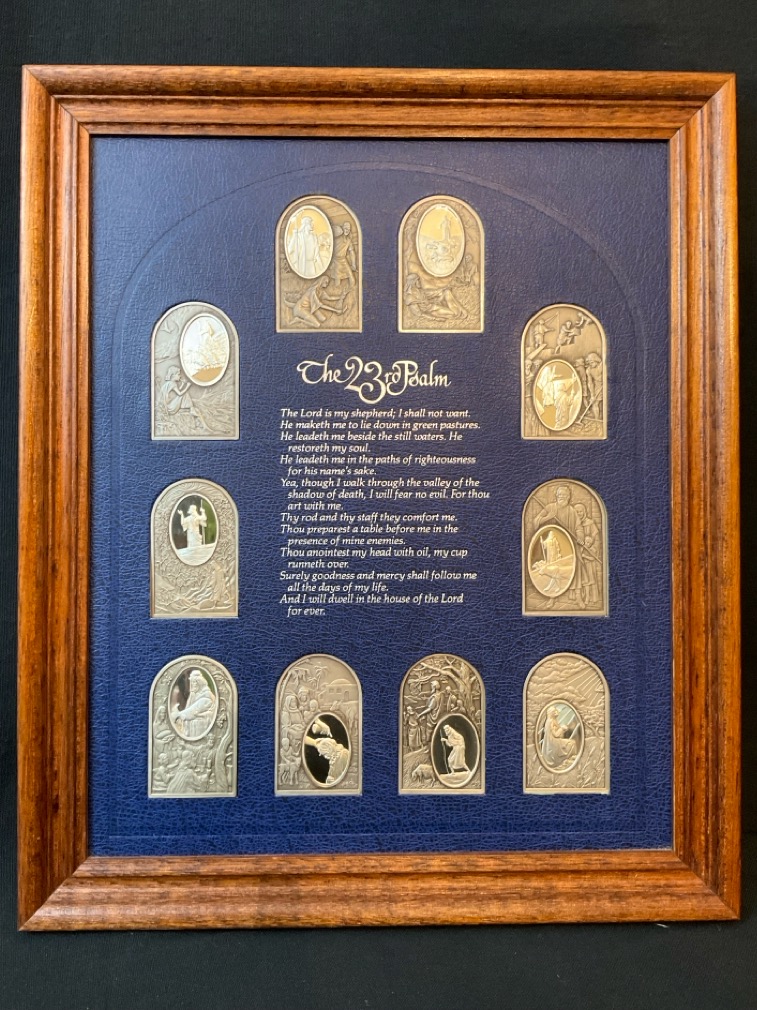 The 23rd Psalm
The Lord is my shepherd; I shall not want.
He maketh me to lie down in green pastures.
He leadeth me beside the still waters. He
restoreth my soul.
He leadeth me in the paths of righteousness
for his name's sake.
Yea, though I walk through the valley of the
shadow of death, I will fear no evil. For thou
art with me.
Thy rod and thy staff they comfort me.
Thou preparest a table before me in the
presence of mine enemies.
Thou anointest my head with oil, my cup
runneth over.
Surely goodness and mercy shall follow me
all the days of my life.
And I will dwell in the house of the Lord
for ever.